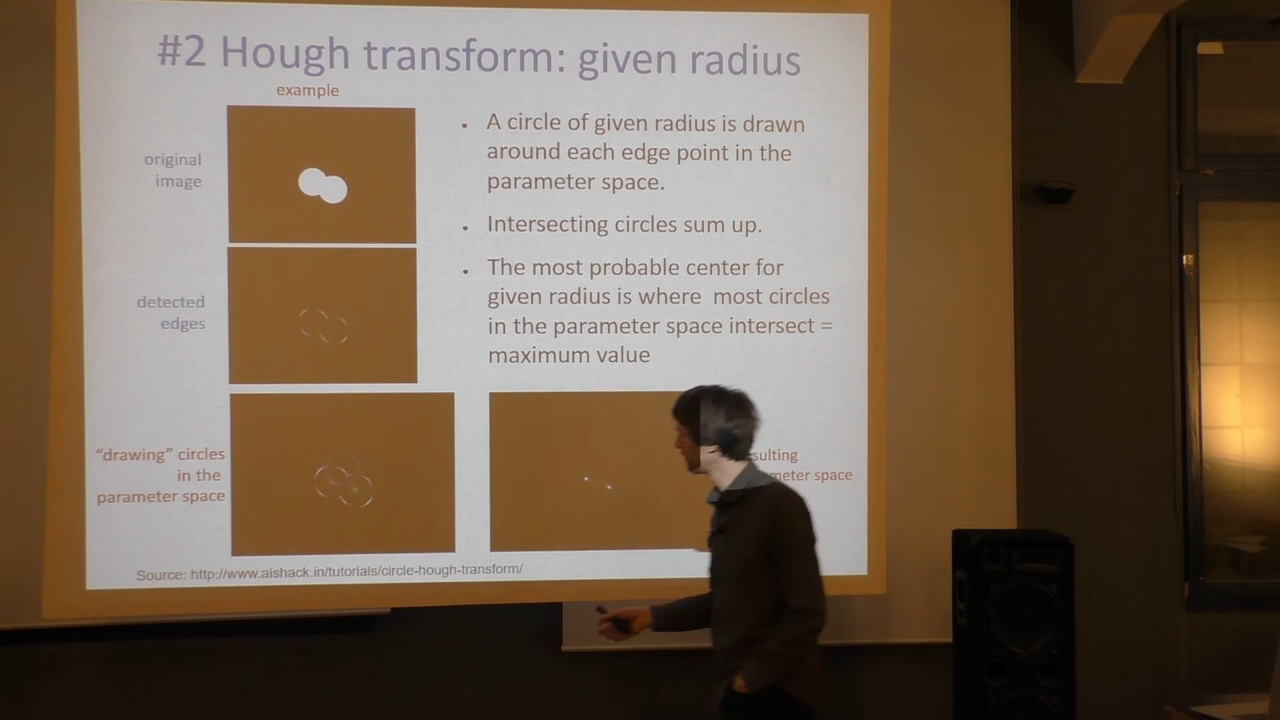 #2 Hough transform: given radius
example
original
image
detected
edges
"drawing" circles
in the
parameter space
• A circle of given radius is drawn
around each edge point in the
parameter space.
• Intersecting circles sum up.
• The most probable center for
given radius is where most circles
in the parameter space intersect =
maximum value
space
Source: http://www.aishack.in/tutorials/circle-hough-transform/